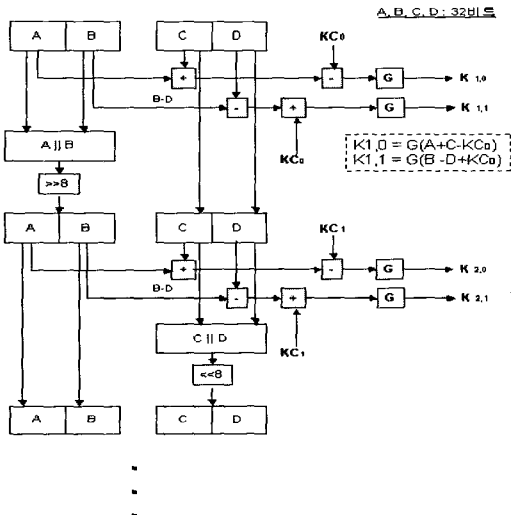 A, B, C, D : 32비트
A B C D
KC₀
+ - G K 1,0
B-D - + G K 1,1
KC₀
A || B
K1,0 = G(A+C-KC₀)
K1,1 = G(B-D+KC₀)
>>8
A B C D
KC₁
+ - G K 2,0
B-D - + G K 2,1
KC₁
C || D
<<8
A B C D